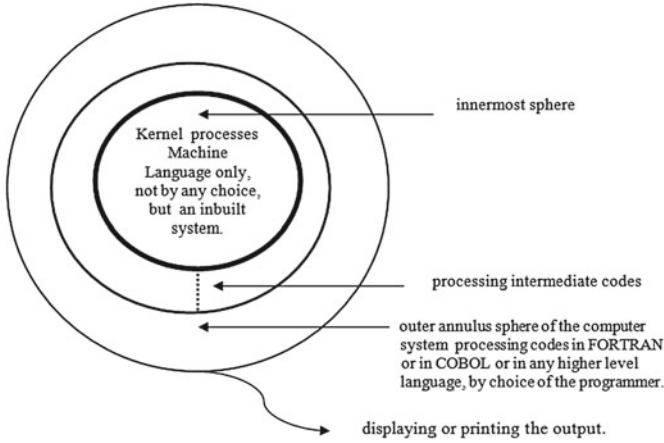 innermost sphere
Kernel processes
Machine
Language only,
not by any choice,
but an inbuilt
system.
processing intermediate codes
outer annulus sphere of the computer
system processing codes in FORTRAN
or in COBOL or in any higher level
language, by choice of the programmer.
displaying or printing the output.